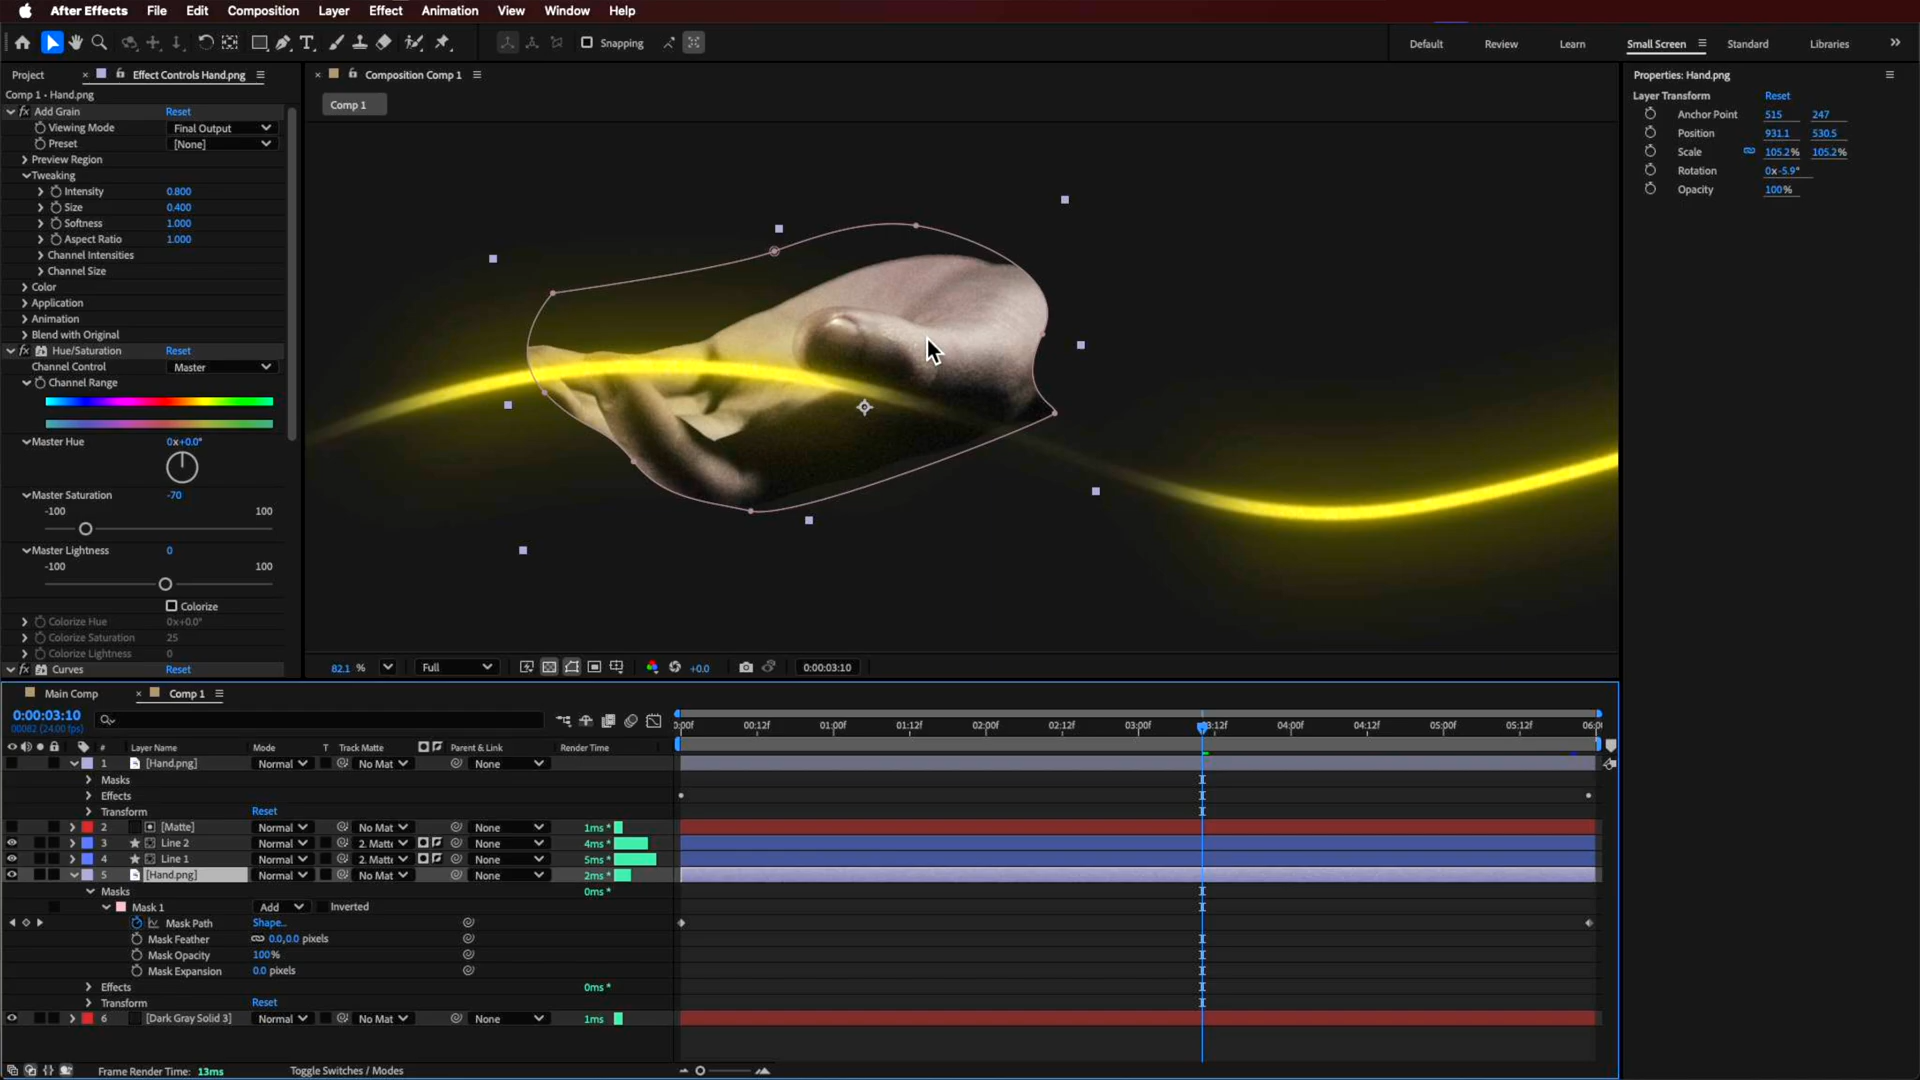 After Effects File Edit Composition Layer Effect Animation View Window Help
Snapping Default Review Learn Small Screen Standard Libraries
Project Effect Controls Hand.png
Comp 1 • Hand.png
Add Grain Reset
Viewing Mode Final Output
Preset [None]
Preview Region
Tweaking
Intensity 0.800
Size 0.400
Softness 1.000
Aspect Ratio 1.000
Channel Intensities
Channel Size
Color
Application
Animation
Blend with Original
Hue/Saturation Reset
Channel Control Master
Channel Range
Master Hue 0x+0.0°
Master Saturation -70
-100 100
Master Lightness 0
-100 100
Colorize
Colorize Hue 0x+0.0°
Colorize Saturation 25
Colorize Lightness 0
Curves Reset
Composition Comp 1
Comp 1
82.1 % Full +0.0 0:00:03:10
Properties: Hand.png
Layer Transform Reset
Anchor Point 515 247
Position 931.1 530.5
Scale 105.2% 105.2%
Rotation 0x-5.9°
Opacity 100%
Main Comp Comp 1
0:00:03:10
00082 (24.00 fps)
0:00f 00:12f 01:00f 01:12f 02:00f 02:12f 03:00f 03:12f 04:00f 04:12f 05:00f 05:12f 06:0
# Layer Name Mode T Track Matte Parent & Link Render Time
1 [Hand.png] Normal No Mat None
Masks
Effects
Transform Reset
2 [Matte] Normal No Mat None 1ms *
3 Line 2 Normal 2. Matt None 4ms *
4 Line 1 Normal 2. Matt None 5ms *
5 [Hand.png] Normal No Mat None 2ms *
Masks 0ms *
Mask 1 Add Inverted
Mask Path Shape...
Mask Feather 0.0,0.0 pixels
Mask Opacity 100%
Mask Expansion 0.0 pixels
Effects 0ms *
Transform Reset
6 [Dark Gray Solid 3] Normal No Mat None 1ms
Frame Render Time: 13ms Toggle Switches / Modes